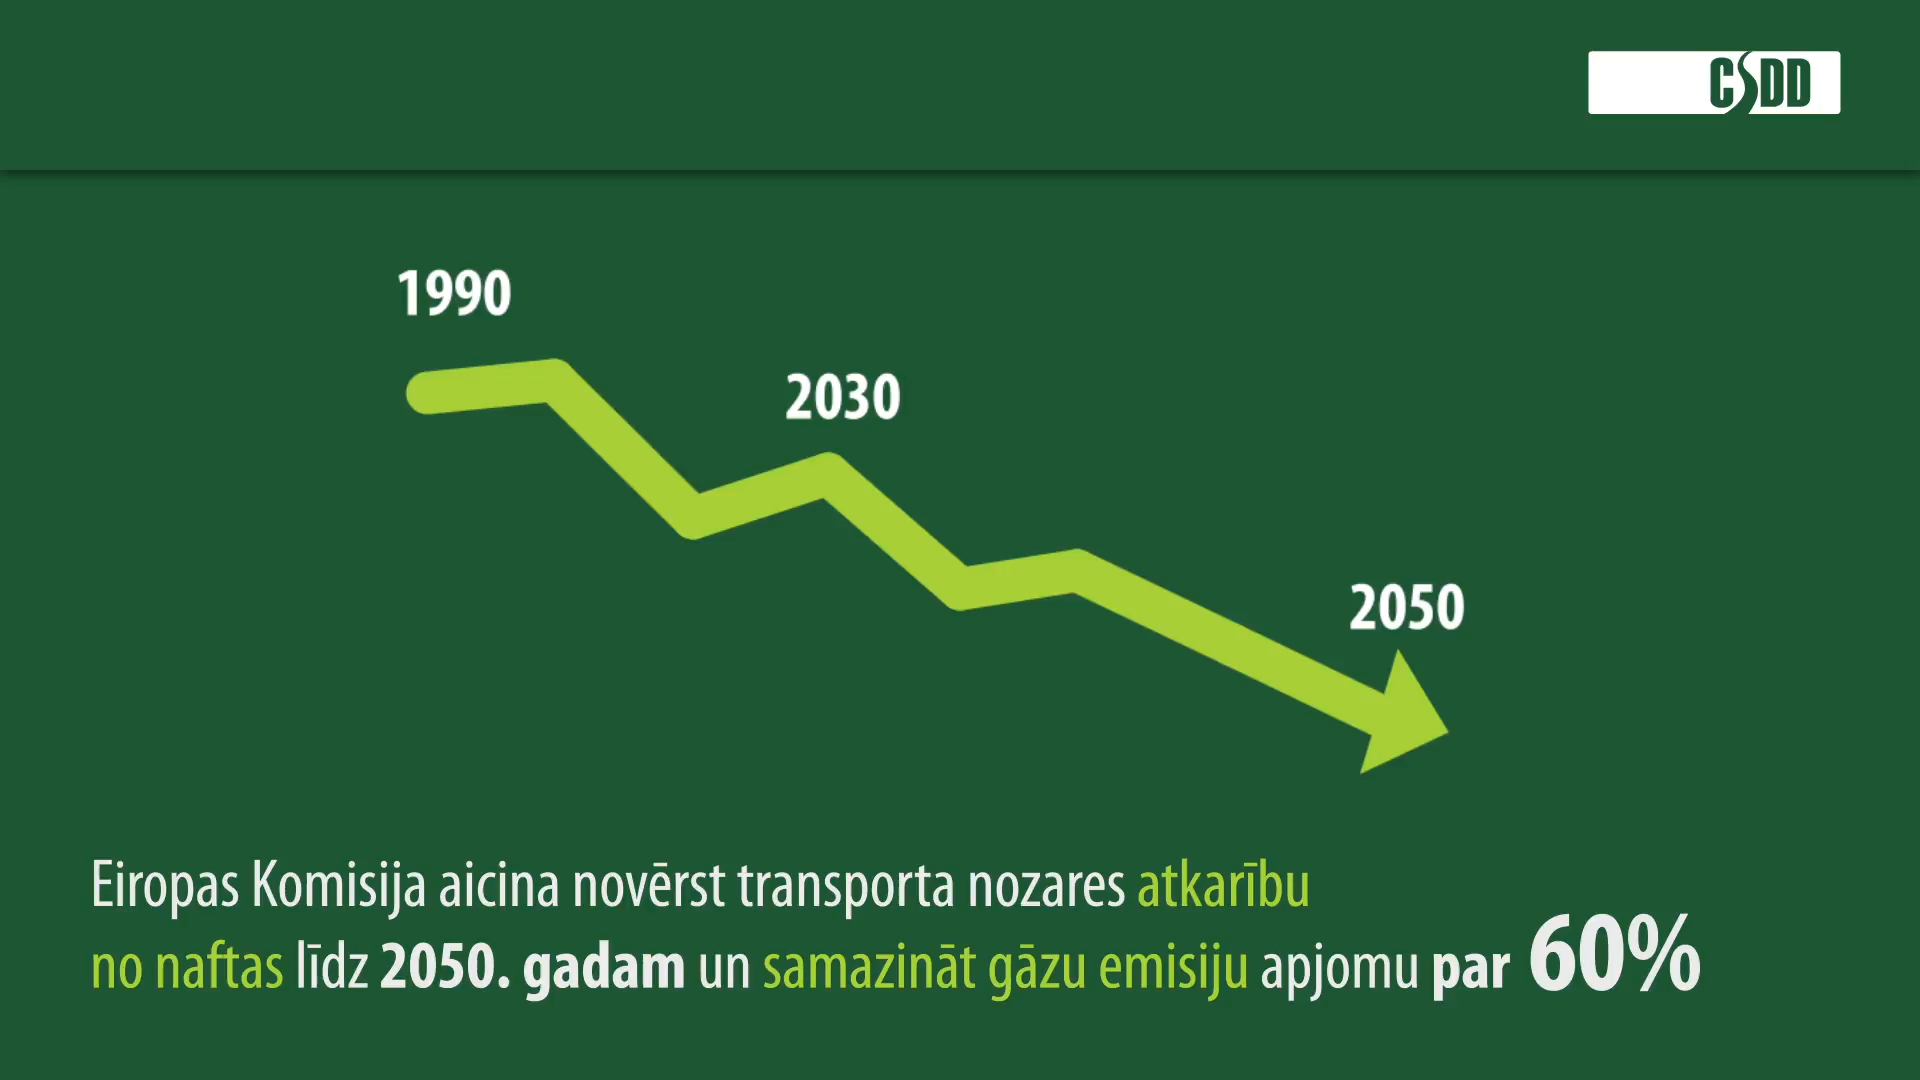 CSDD
1990
2030
2050
Eiropas Komisija aicina novērst transporta nozares atkarību
no naftas līdz 2050. gadam un samazināt gāzu emisiju apjomu par 60%